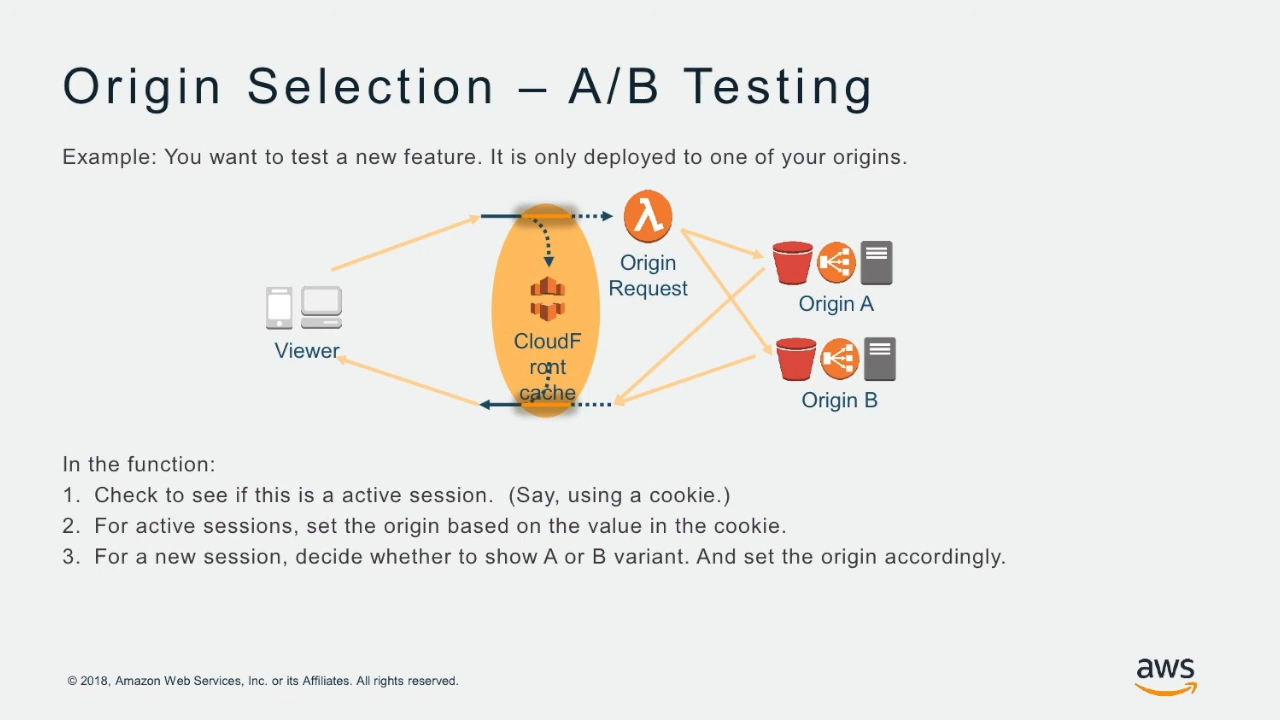 Origin Selection – A/B Testing
Example: You want to test a new feature. It is only deployed to one of your origins.
Viewer
CloudF
ront
cache
Origin
Request
Origin A
Origin B
In the function:
1. Check to see if this is a active session. (Say, using a cookie.)
2. For active sessions, set the origin based on the value in the cookie.
3. For a new session, decide whether to show A or B variant. And set the origin accordingly.
© 2018, Amazon Web Services, Inc. or its Affiliates. All rights reserved.
aws